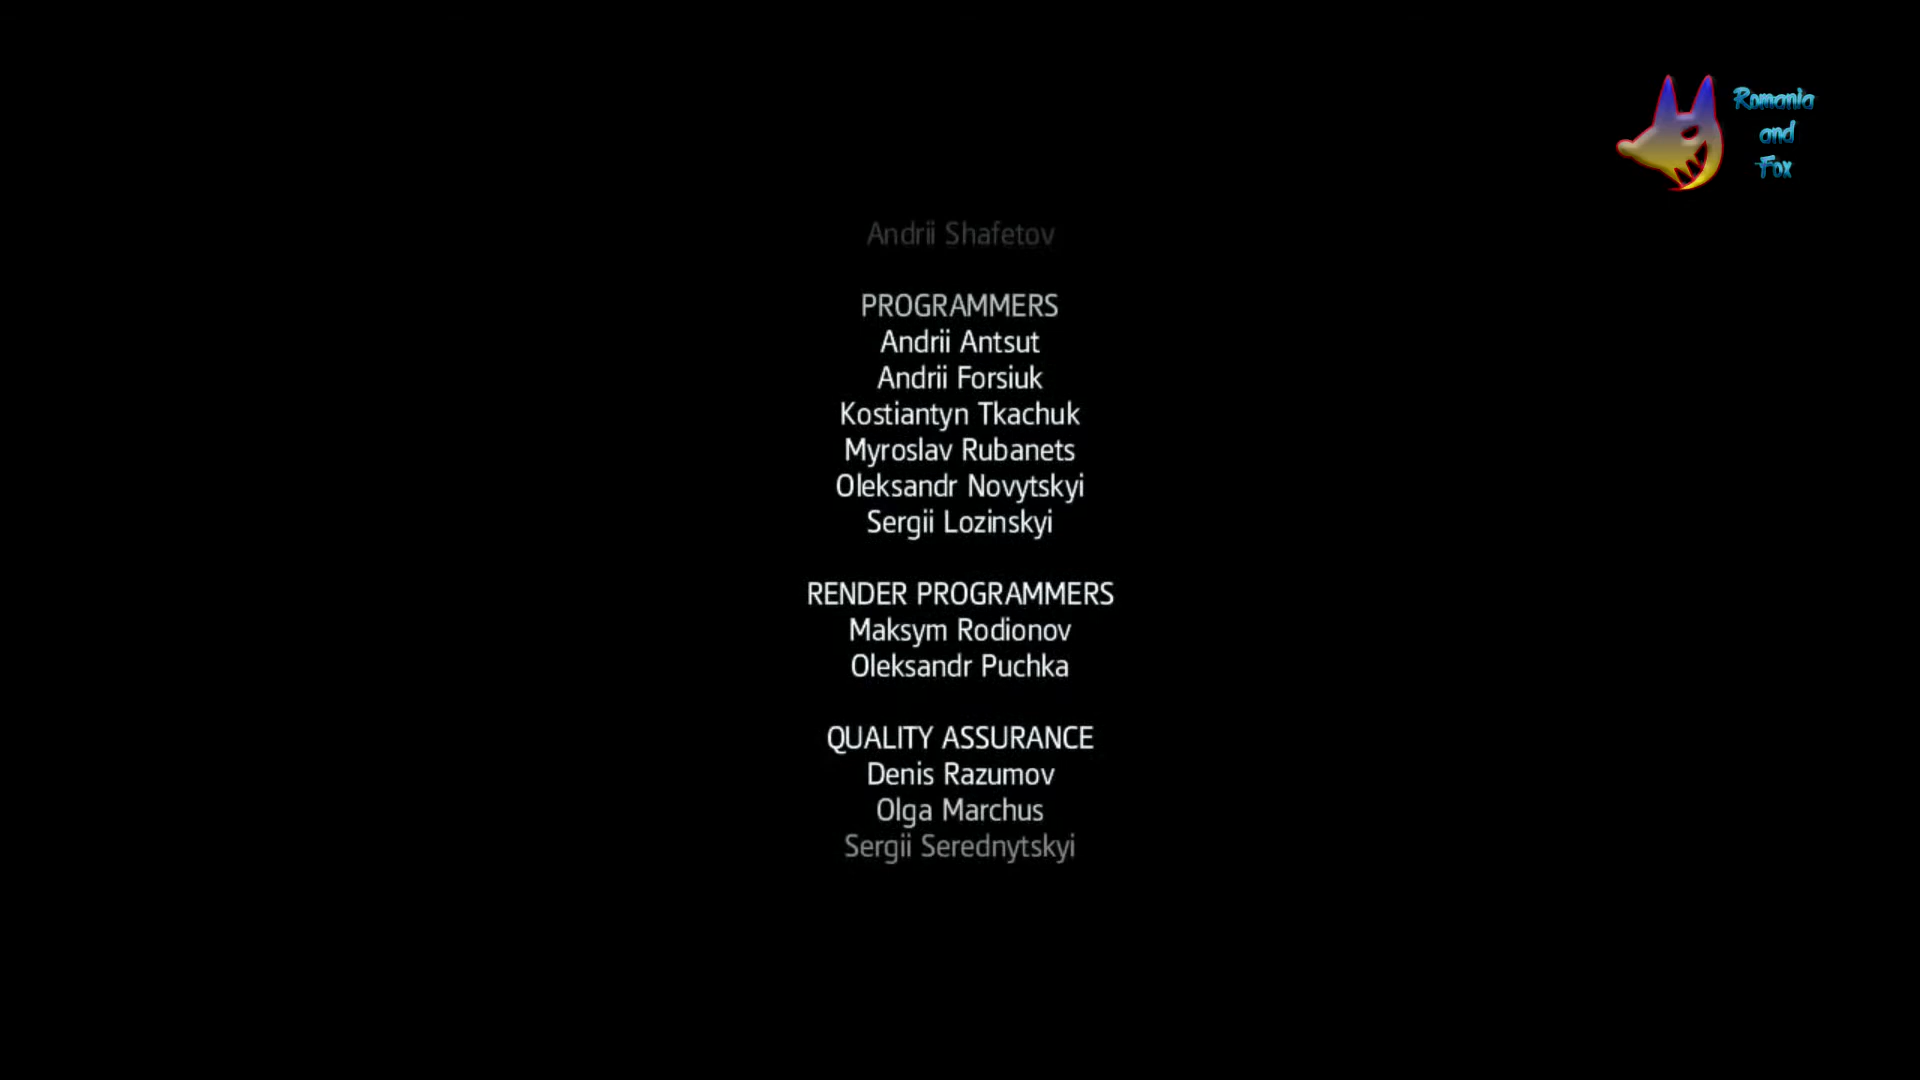 Romania
and
Fox
Andrii Shafetov
PROGRAMMERS
Andrii Antsut
Andrii Forsiuk
Kostiantyn Tkachuk
Myroslav Rubanets
Oleksandr Novytskyi
Sergii Lozinskyi
RENDER PROGRAMMERS
Maksym Rodionov
Oleksandr Puchka
QUALITY ASSURANCE
Denis Razumov
Olga Marchus
Sergii Serednytskyi